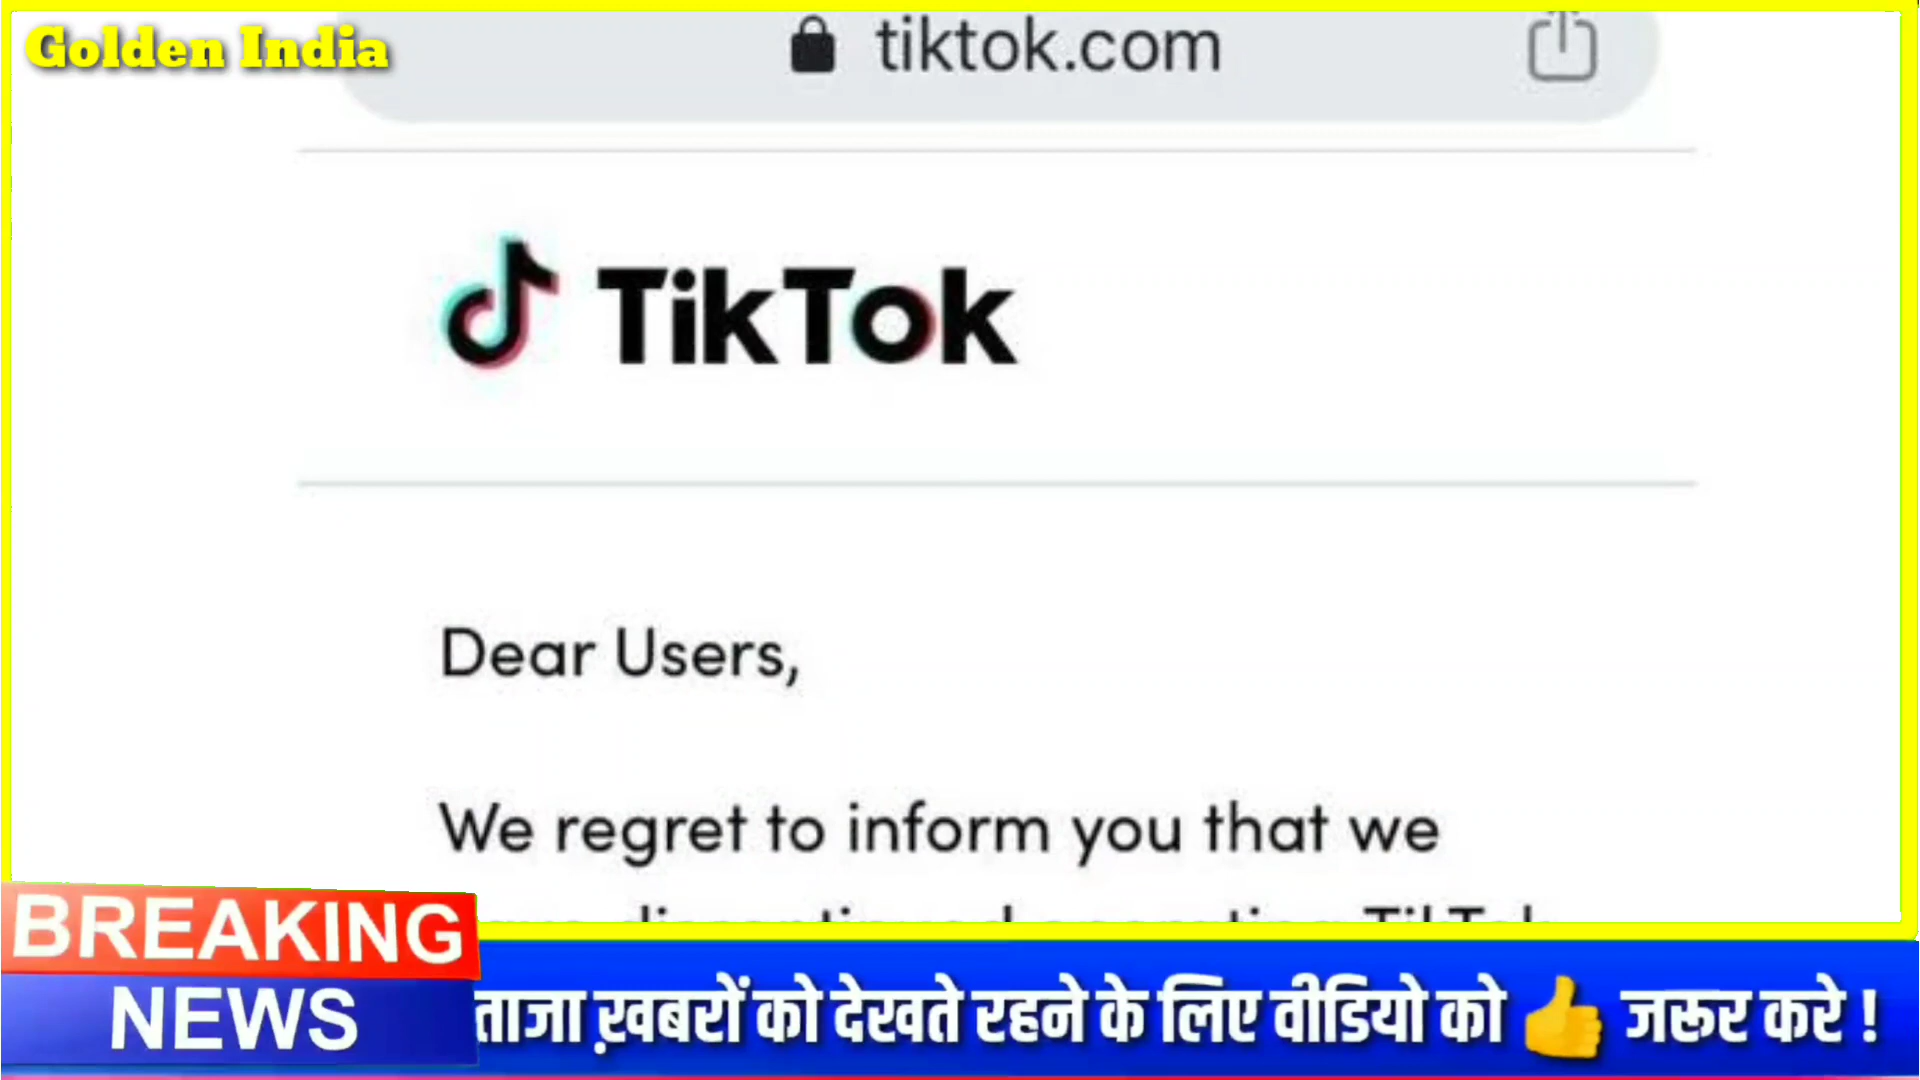 Golden India
tiktok.com
TikTok
Dear Users,
We regret to inform you that we
BREAKING
NEWS
ताजा ख़बरों को देखते रहने के लिए वीडियो को 👍 जरूर करे !